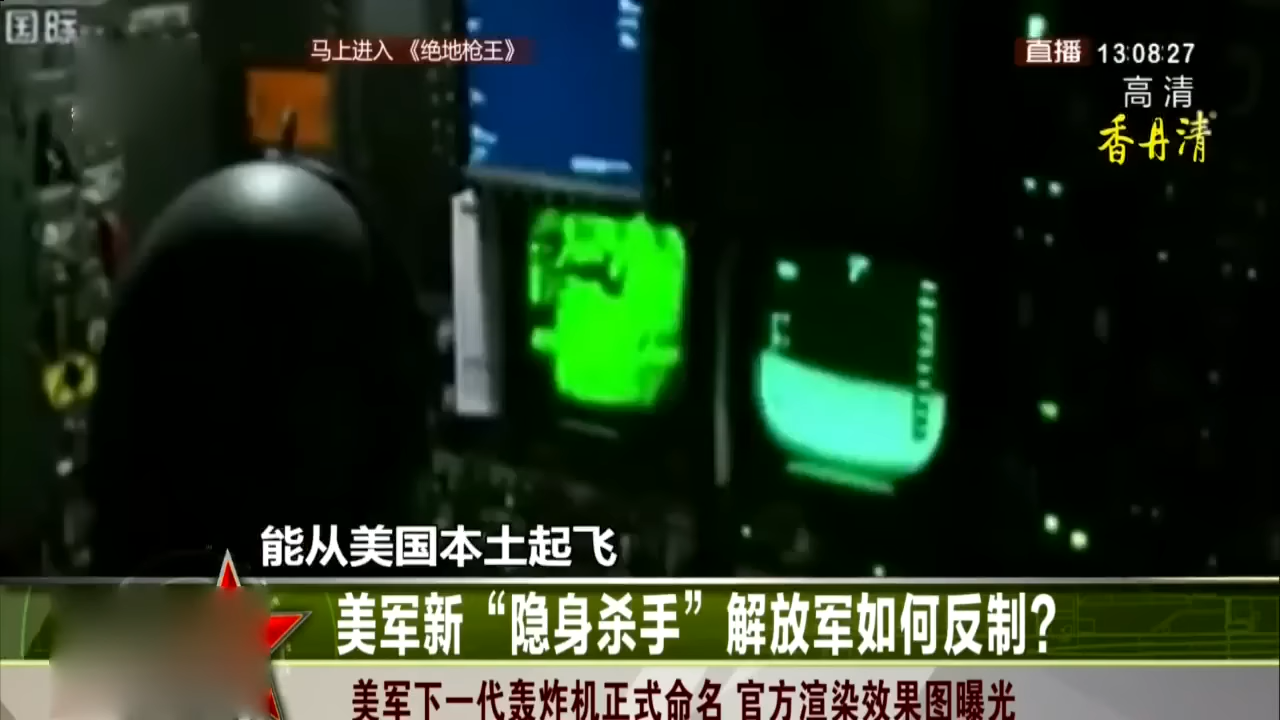 国际
马上进入《绝地枪王》
直播 13:08:27
高清
香丹清
能从美国本土起飞
美军新“隐身杀手”解放军如何反制?
美军下一代轰炸机正式命名 官方渲染效果图曝光